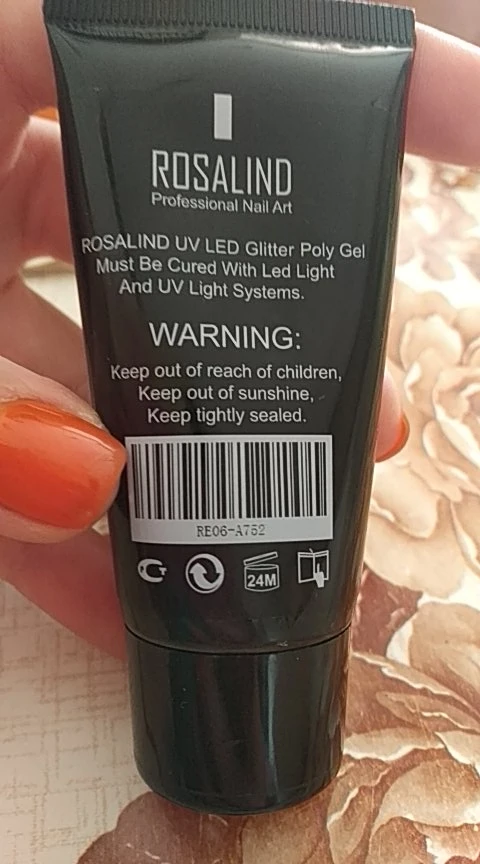 ROSALIND
Professional Nail Art
ROSALIND UV LED Glitter Poly Gel
Must Be Cured With Led Light
And UV Light Systems.
WARNING:
Keep out of reach of children,
Keep out of sunshine,
Keep tightly sealed.
RE06-A752
24M